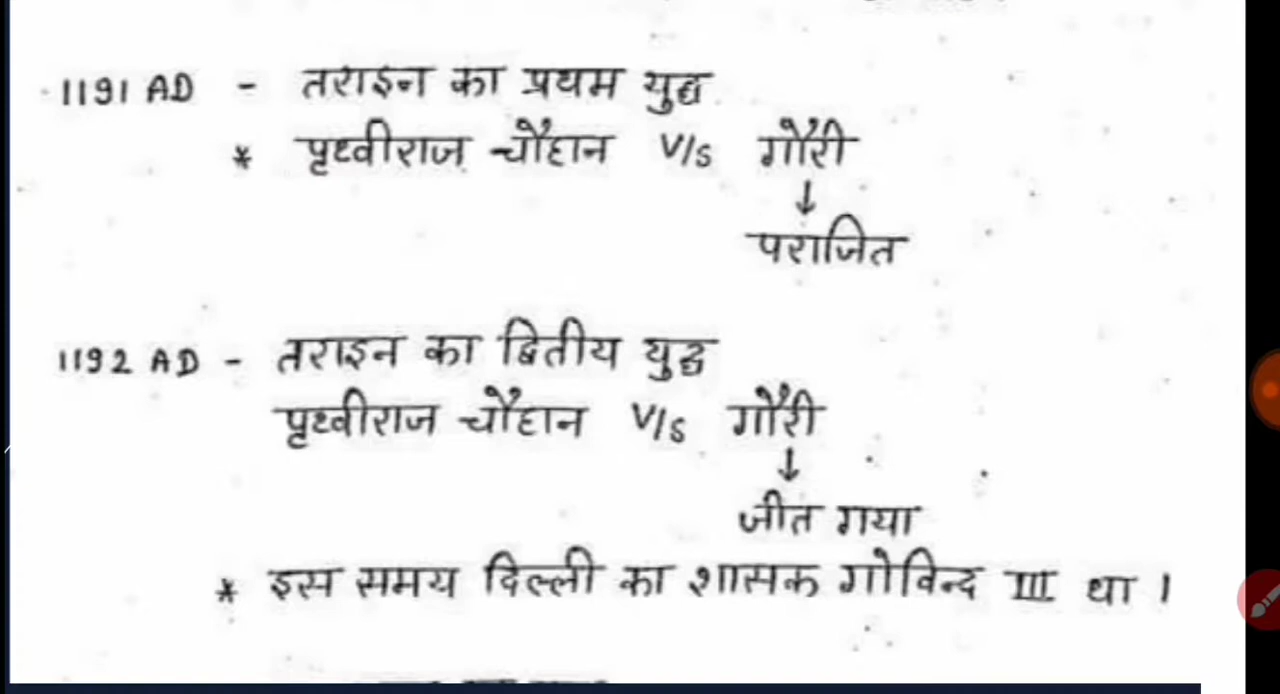 1191 AD - तराइन का प्रथम युद्ध
* पृथ्वीराज चौहान V/s गौरी
↓
पराजित
1192 AD - तराइन का द्वितीय युद्ध
पृथ्वीराज चौहान V/s गौरी
↓
जीत गया
* इस समय दिल्ली का शासक गोविन्द III था ।